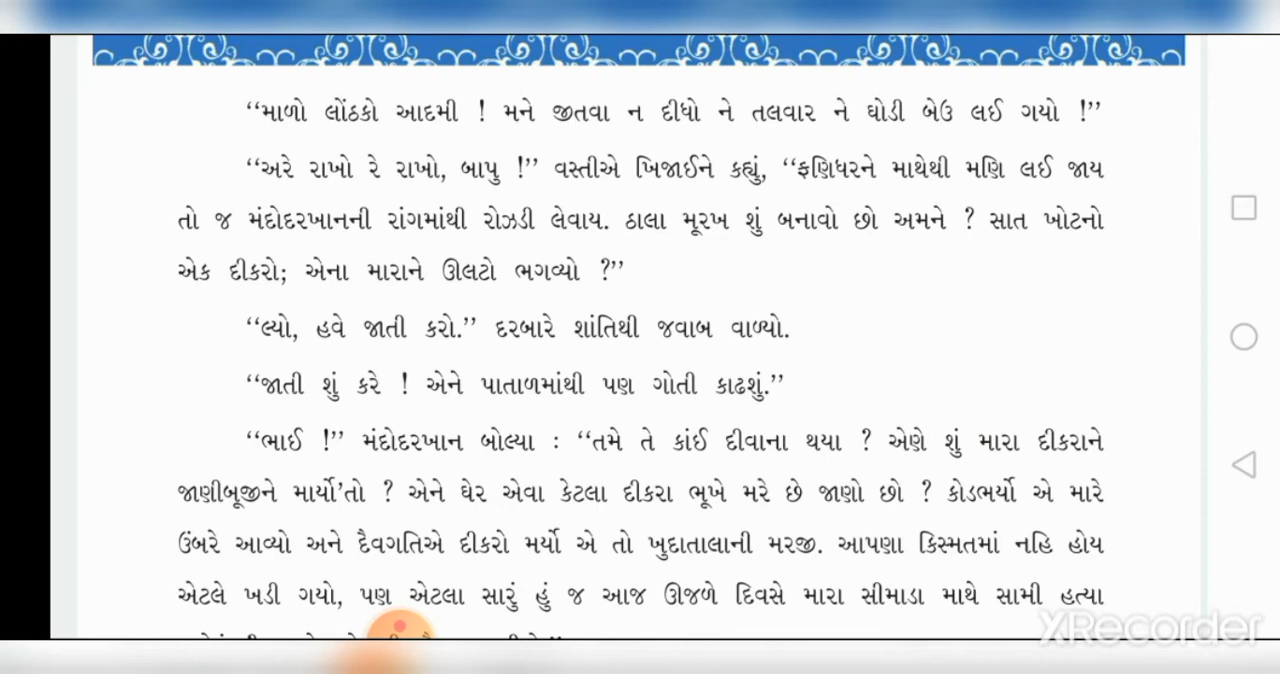 “માળો લોંઠકો આદમી ! મને જીતવા ન દીધો ને તલવાર ને ઘોડી બેઉ લઈ ગયો !”
“અરે રાખો રે રાખો, બાપુ !” વસ્તીએ ખિજાઈને કહ્યું, “ફણિધરને માથેથી મણિ લઈ જાય
તો જ મંદોદરખાનની રાંગમાંથી રોઝડી લેવાય. ઠાલા મૂરખ શું બનાવો છો અમને ? સાત ખોટનો
એક દીકરો; એના મારાને ઊલટો ભગવ્યો ?”
“લ્યો, હવે જાતી કરો.” દરબારે શાંતિથી જવાબ વાળ્યો.
“જાતી શું કરે ! એને પાતાળમાંથી પણ ગોતી કાઢશું.”
“ભાઈ !” મંદોદરખાન બોલ્યા : “તમે તે કાંઈ દીવાના થયા ? એણે શું મારા દીકરાને
જાણીબૂજીને માર્યો’તો ? એને ઘેર એવા કેટલા દીકરા ભૂખે મરે છે જાણો છો ? કોડભર્યો એ મારે
ઉંબરે આવ્યો અને દૈવગતિએ દીકરો મર્યો એ તો ખુદાતાલાની મરજી. આપણા કિસ્મતમાં નહિ હોય
એટલે ખડી ગયો, પણ એટલા સારું હું જ આજ ઊજળે દિવસે મારા સીમાડા માથે સામી હત્યા
XRecorder